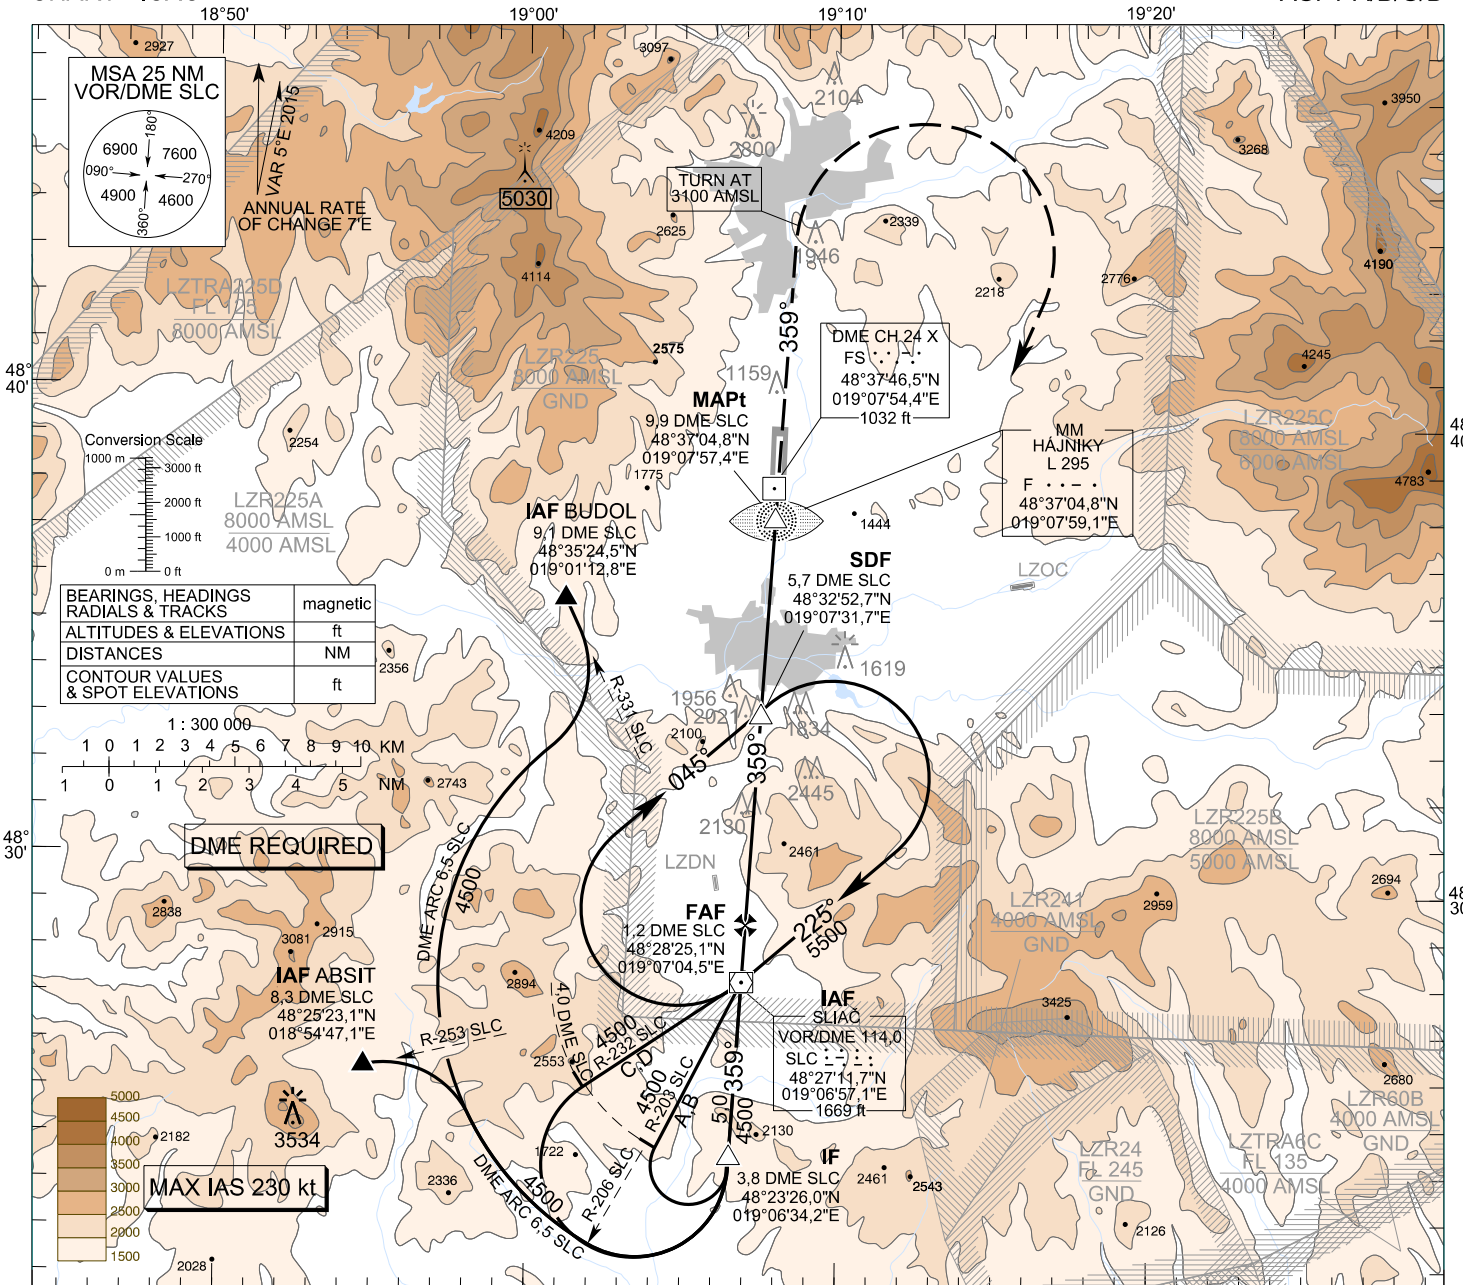 18°50'
19°00'
19°10'
19°20'
2927
3097
2104
3950
MSA 25 NM
VOR/DME SLC
180°
6900
7600
090°
270°
4900
4600
360°
VAR 5°E 2015
ANNUAL RATE
OF CHANGE 7'E
4209
5030
2800
3268
TURN AT
3100 AMSL
2625
2339
1946
4114
2218
2776
4190
LZTRA225D
FL 125
8000 AMSL
LZR225
8000 AMSL
GND
2575
359°
DME CH 24 X
FS
48°37'46,5"N
019°07'54,4"E
1032 ft
4245
48°
40'
1159
MAPt
9,9 DME SLC
48°37'04,8"N
019°07'57,4"E
LZR225C
8000 AMSL
6000 AMSL
MM
HÁJNIKY
L 295
F
48°37'04,8"N
019°07'59,1"E
40'
Conversion Scale
1000 m
3000 ft
2000 ft
1000 ft
0 m
0 ft
2254
1775
4783
LZR225A
8000 AMSL
4000 AMSL
IAF BUDOL
9,1 DME SLC
48°35'24,5"N
019°01'12,8"E
1444
SDF
5,7 DME SLC
48°32'52,7"N
019°07'31,7"E
LZOC
BEARINGS, HEADINGS
RADIALS & TRACKS
magnetic
ALTITUDES & ELEVATIONS
ft
DISTANCES
NM
CONTOUR VALUES
& SPOT ELEVATIONS
ft
2356
1619
R-331 SLC
1956
2021
2100
1834
1 : 300 000
1 0 1 2 3 4 5 6 7 8 9 10 KM
1 0 1 2 3 4 5 NM
2743
045°
359°
2445
2130
DME REQUIRED
48°
30'
2461
LZDN
LZR225B
8000 AMSL
5000 AMSL
DME ARC 6,5 SLC
4500
2838
2915
3081
FAF
1,2 DME SLC
48°28'25,1"N
019°07'04,5"E
225°
5500
LZR241
4000 AMSL
GND
2959
2694
30'
IAF ABSIT
8,3 DME SLC
48°25'23,1"N
018°54'47,1"E
2894
4,0 DME SLC
3425
R-253 SLC
IAF
SLIAČ
VOR/DME 114,0
SLC
48°27'11,7"N
019°06'57,1"E
1669 ft
4500
R-232 SLC
C,D
2553
4500
R-203 SLC
A,B
5,0 359°
4500
2130
2680
LZR60B
4000 AMSL
GND
5000
4500
4000
3500
3000
2500
2000
1500
3534
2182
MAX IAS 230 kt
2336
1722
DME ARC 6,5 SLC
4500
R-206 SLC
IF
3,8 DME SLC
48°23'26,0"N
019°06'34,2"E
2461
2543
LZR24
FL 245
GND
LZTRA6C
FL 135
4000 AMSL
2126
2028